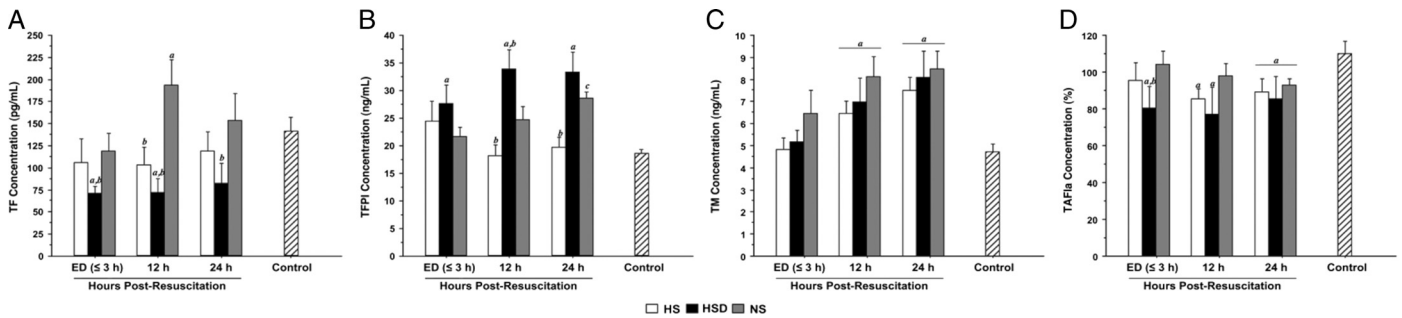 A
TF Concentration (pg/mL)
250
225
200
175
150
125
100
75
50
25
0
a,b
b
a,b
a
b
ED (≤ 3 h) 12 h 24 h Control
Hours Post-Resuscitation
B
TFPI Concentration (ng/mL)
40
35
30
25
20
15
10
5
0
a
b
a,b
b
a
c
ED (≤ 3 h) 12 h 24 h Control
Hours Post-Resuscitation
C
TM Concentration (ng/mL)
10
9
8
7
6
5
4
3
2
1
0
a
a
ED (≤ 3 h) 12 h 24 h Control
Hours Post-Resuscitation
D
TAFIa Concentration (%)
120
100
80
60
40
20
0
a,b
a
a
a
ED (≤ 3 h) 12 h 24 h Control
Hours Post-Resuscitation
HS HSD NS